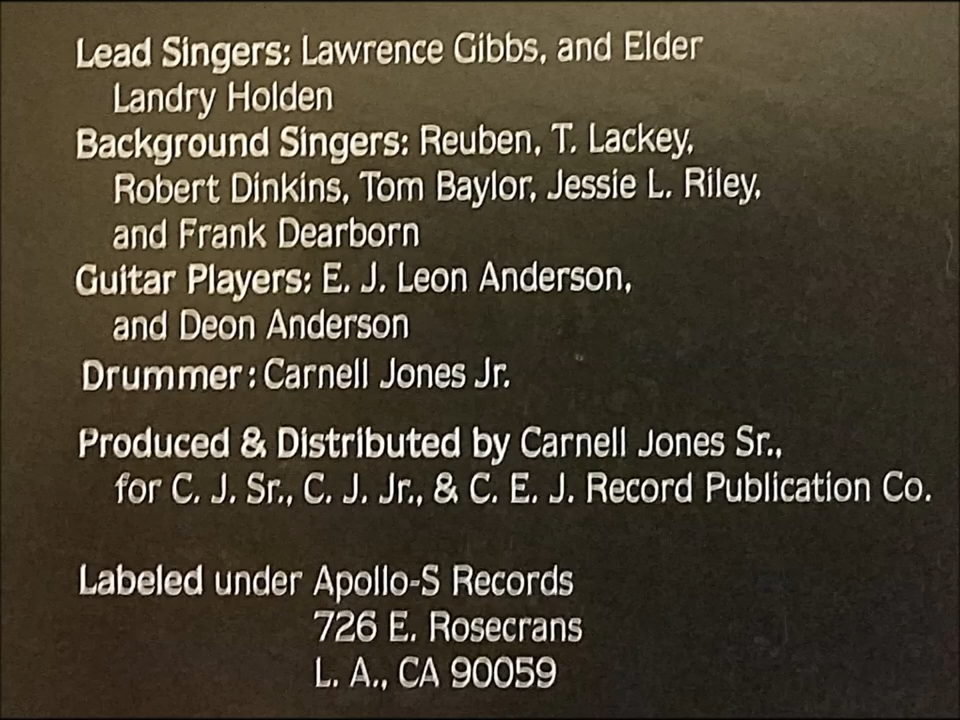 Lead Singers: Lawrence Gibbs, and Elder
Landry Holden
Background Singers: Reuben, T. Lackey,
Robert Dinkins, Tom Baylor, Jessie L. Riley,
and Frank Dearborn
Guitar Players: E. J. Leon Anderson,
and Deon Anderson
Drummer: Carnell Jones Jr.
Produced & Distributed by Carnell Jones Sr.,
for C. J. Sr., C. J. Jr., & C. E. J. Record Publication Co.
Labeled under Apollo-S Records
726 E. Rosecrans
L. A., CA 90059